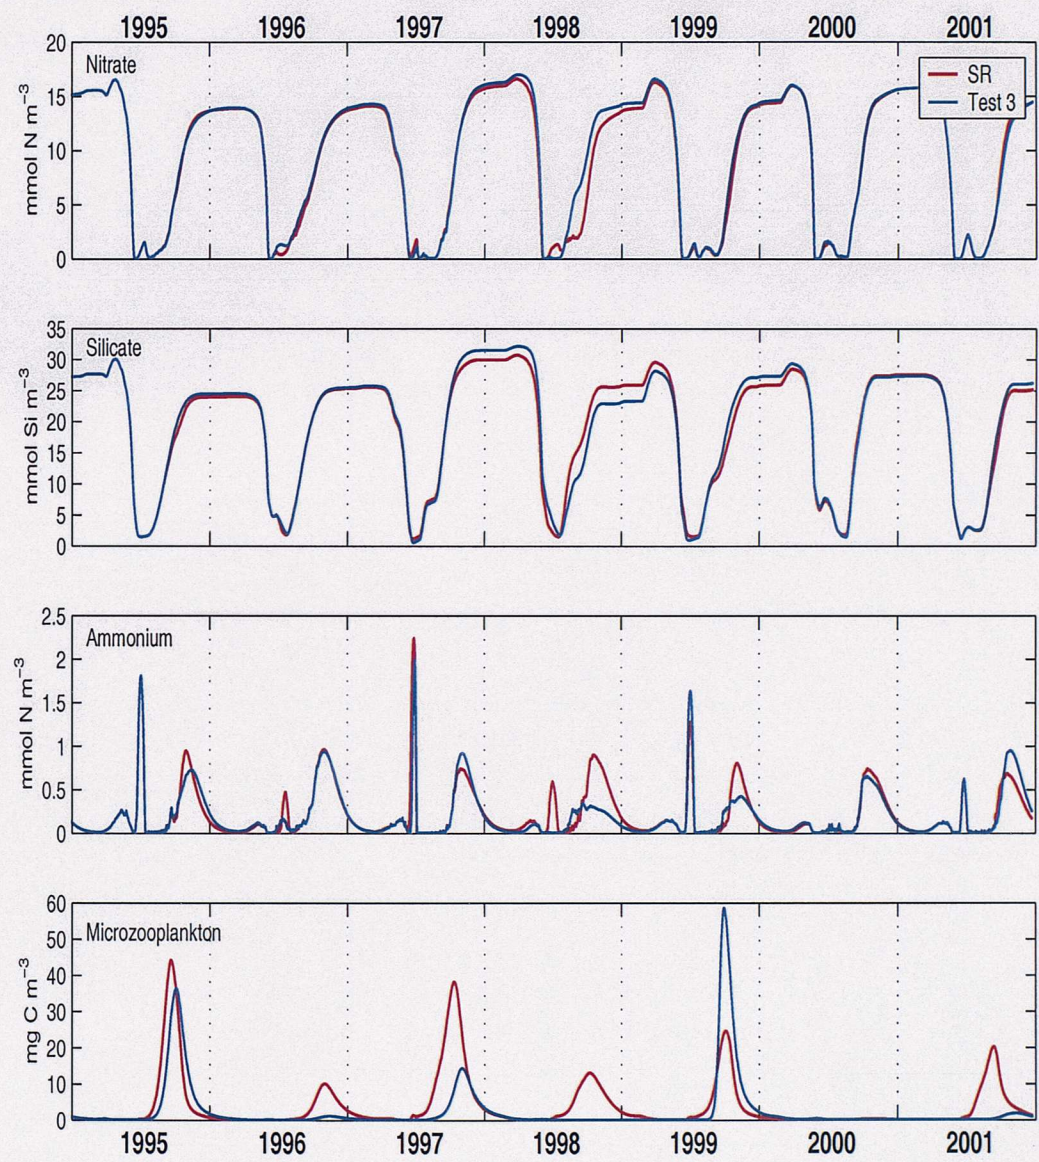 1995 1996 1997 1998 1999 2000 2001
20
15
10
5
0
mmol N m⁻³
Nitrate
SR
Test 3
35
30
25
20
15
10
5
0
mmol Si m⁻³
Silicate
2.5
2
1.5
1
0.5
0
mmol N m⁻³
Ammonium
60
50
40
30
20
10
0
mg C m⁻³
Microzooplankton
1995 1996 1997 1998 1999 2000 2001